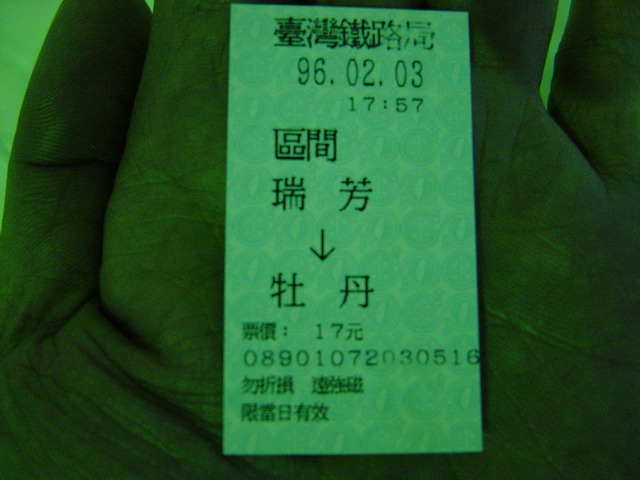 臺灣鐵路局
96.02.03
17:57
區間
瑞芳
↓
牡丹
票價： 17元
08901072030516
勿折損 遠強磁
限當日有效